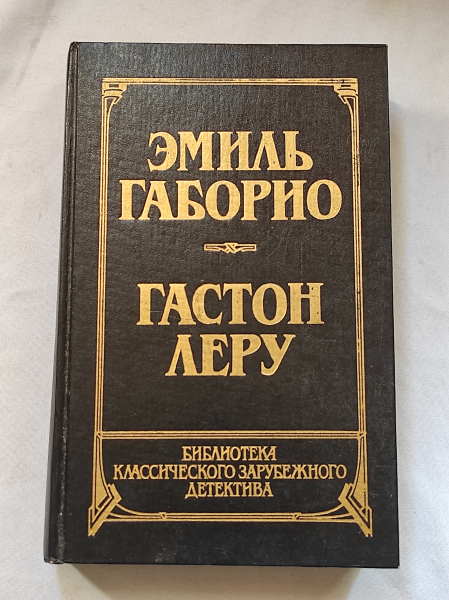 ЭМИЛЬ
ГАБОРИО
ГАСТОН
ЛЕРУ
БИБЛИОТЕКА
КЛАССИЧЕСКОГО ЗАРУБЕЖНОГО
ДЕТЕКТИВА